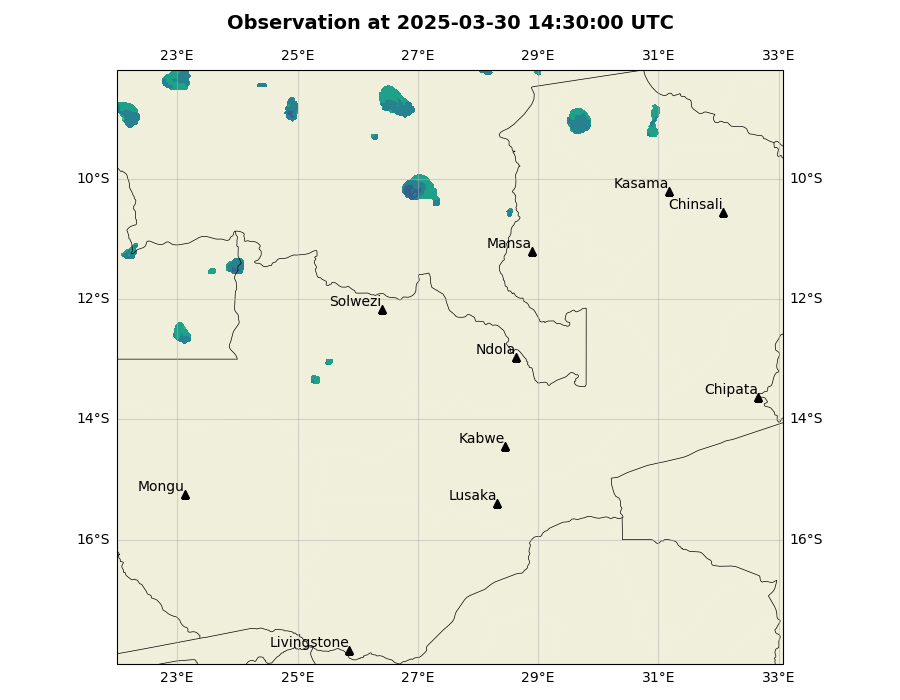 Observation at 2025-03-30 14:30:00 UTC
23°E 25°E 27°E 29°E 31°E 33°E
10°S 10°S
Kasama
Chinsali
Mansa
12°S 12°S
Solwezi
Ndola
Chipata
14°S 14°S
Kabwe
Mongu
Lusaka
16°S 16°S
Livingstone
23°E 25°E 27°E 29°E 31°E 33°E